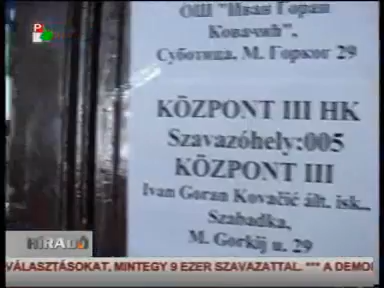 ОШ "Иван Горан
Ковачић",
Суботица, М. Горког 29
KÖZPONT III HK
Szavazóhely:005
KÖZPONT III
Ivan Goran Kovačić ált. isk.,
Szabadka,
M. Gorkij u. 29
HÍRADÓ
VÁLASZTÁSOKAT, MINTEGY 9 EZER SZAVAZATTAL. *** A DEMO